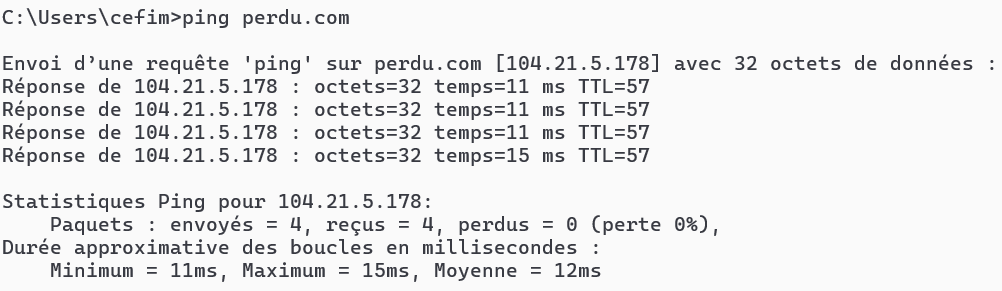 C:\Users\cefim>ping perdu.com
Envoi d’une requête 'ping' sur perdu.com [104.21.5.178] avec 32 octets de données :
Réponse de 104.21.5.178 : octets=32 temps=11 ms TTL=57
Réponse de 104.21.5.178 : octets=32 temps=11 ms TTL=57
Réponse de 104.21.5.178 : octets=32 temps=11 ms TTL=57
Réponse de 104.21.5.178 : octets=32 temps=15 ms TTL=57
Statistiques Ping pour 104.21.5.178:
Paquets : envoyés = 4, reçus = 4, perdus = 0 (perte 0%),
Durée approximative des boucles en millisecondes :
Minimum = 11ms, Maximum = 15ms, Moyenne = 12ms